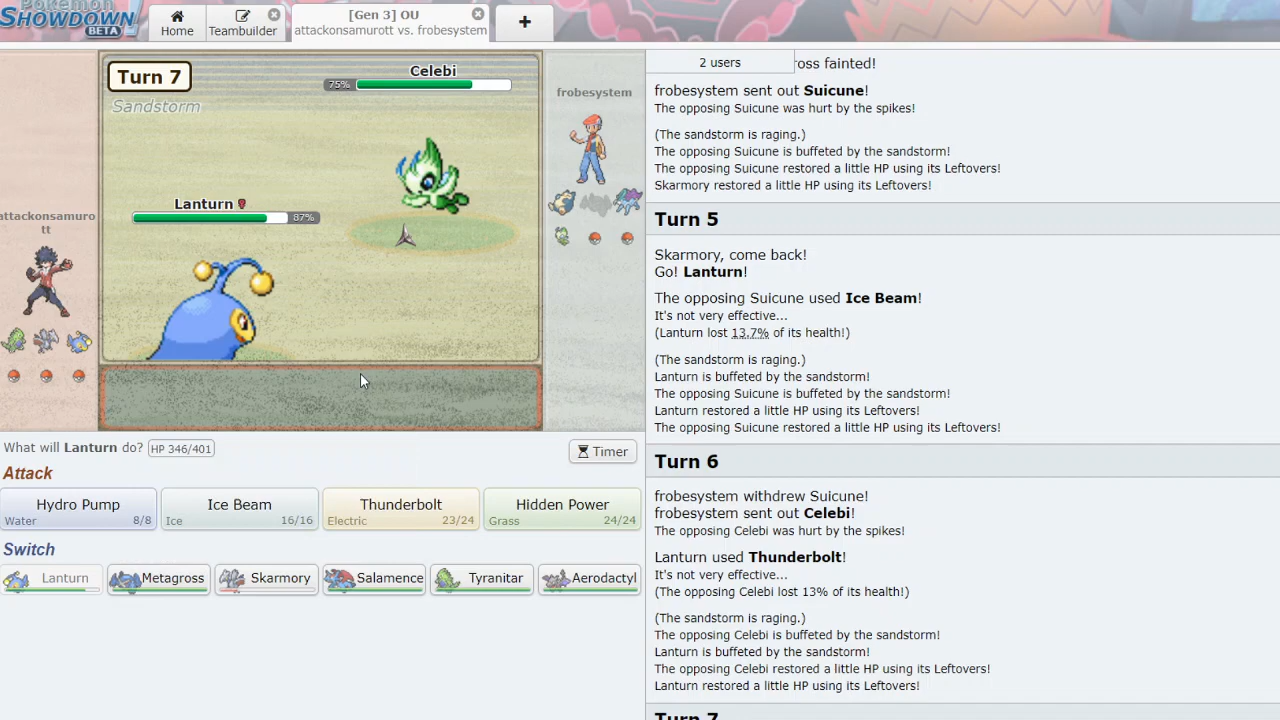 Pokémon
SHOWDOWN
BETA
Home
Teambuilder
[Gen 3] OU
attackonsamurott vs. frobesystem
+
Turn 7
Sandstorm
Celebi
75%
Lanturn
87%
attackonsamuro
tt
frobesystem
What will Lanturn do? HP 346/401
Timer
Attack
Hydro Pump
Water 8/8
Ice Beam
Ice 16/16
Thunderbolt
Electric 23/24
Hidden Power
Grass 24/24
Switch
Lanturn
Metagross
Skarmory
Salamence
Tyranitar
Aerodactyl
2 users
ross fainted!
frobesystem sent out Suicune!
The opposing Suicune was hurt by the spikes!
(The sandstorm is raging.)
The opposing Suicune is buffeted by the sandstorm!
The opposing Suicune restored a little HP using its Leftovers!
Skarmory restored a little HP using its Leftovers!
Turn 5
Skarmory, come back!
Go! Lanturn!
The opposing Suicune used Ice Beam!
It's not very effective...
(Lanturn lost 13.7% of its health!)
(The sandstorm is raging.)
Lanturn is buffeted by the sandstorm!
The opposing Suicune is buffeted by the sandstorm!
Lanturn restored a little HP using its Leftovers!
The opposing Suicune restored a little HP using its Leftovers!
Turn 6
frobesystem withdrew Suicune!
frobesystem sent out Celebi!
The opposing Celebi was hurt by the spikes!
Lanturn used Thunderbolt!
It's not very effective...
(The opposing Celebi lost 13% of its health!)
(The sandstorm is raging.)
The opposing Celebi is buffeted by the sandstorm!
Lanturn is buffeted by the sandstorm!
The opposing Celebi restored a little HP using its Leftovers!
Lanturn restored a little HP using its Leftovers!
Turn 7